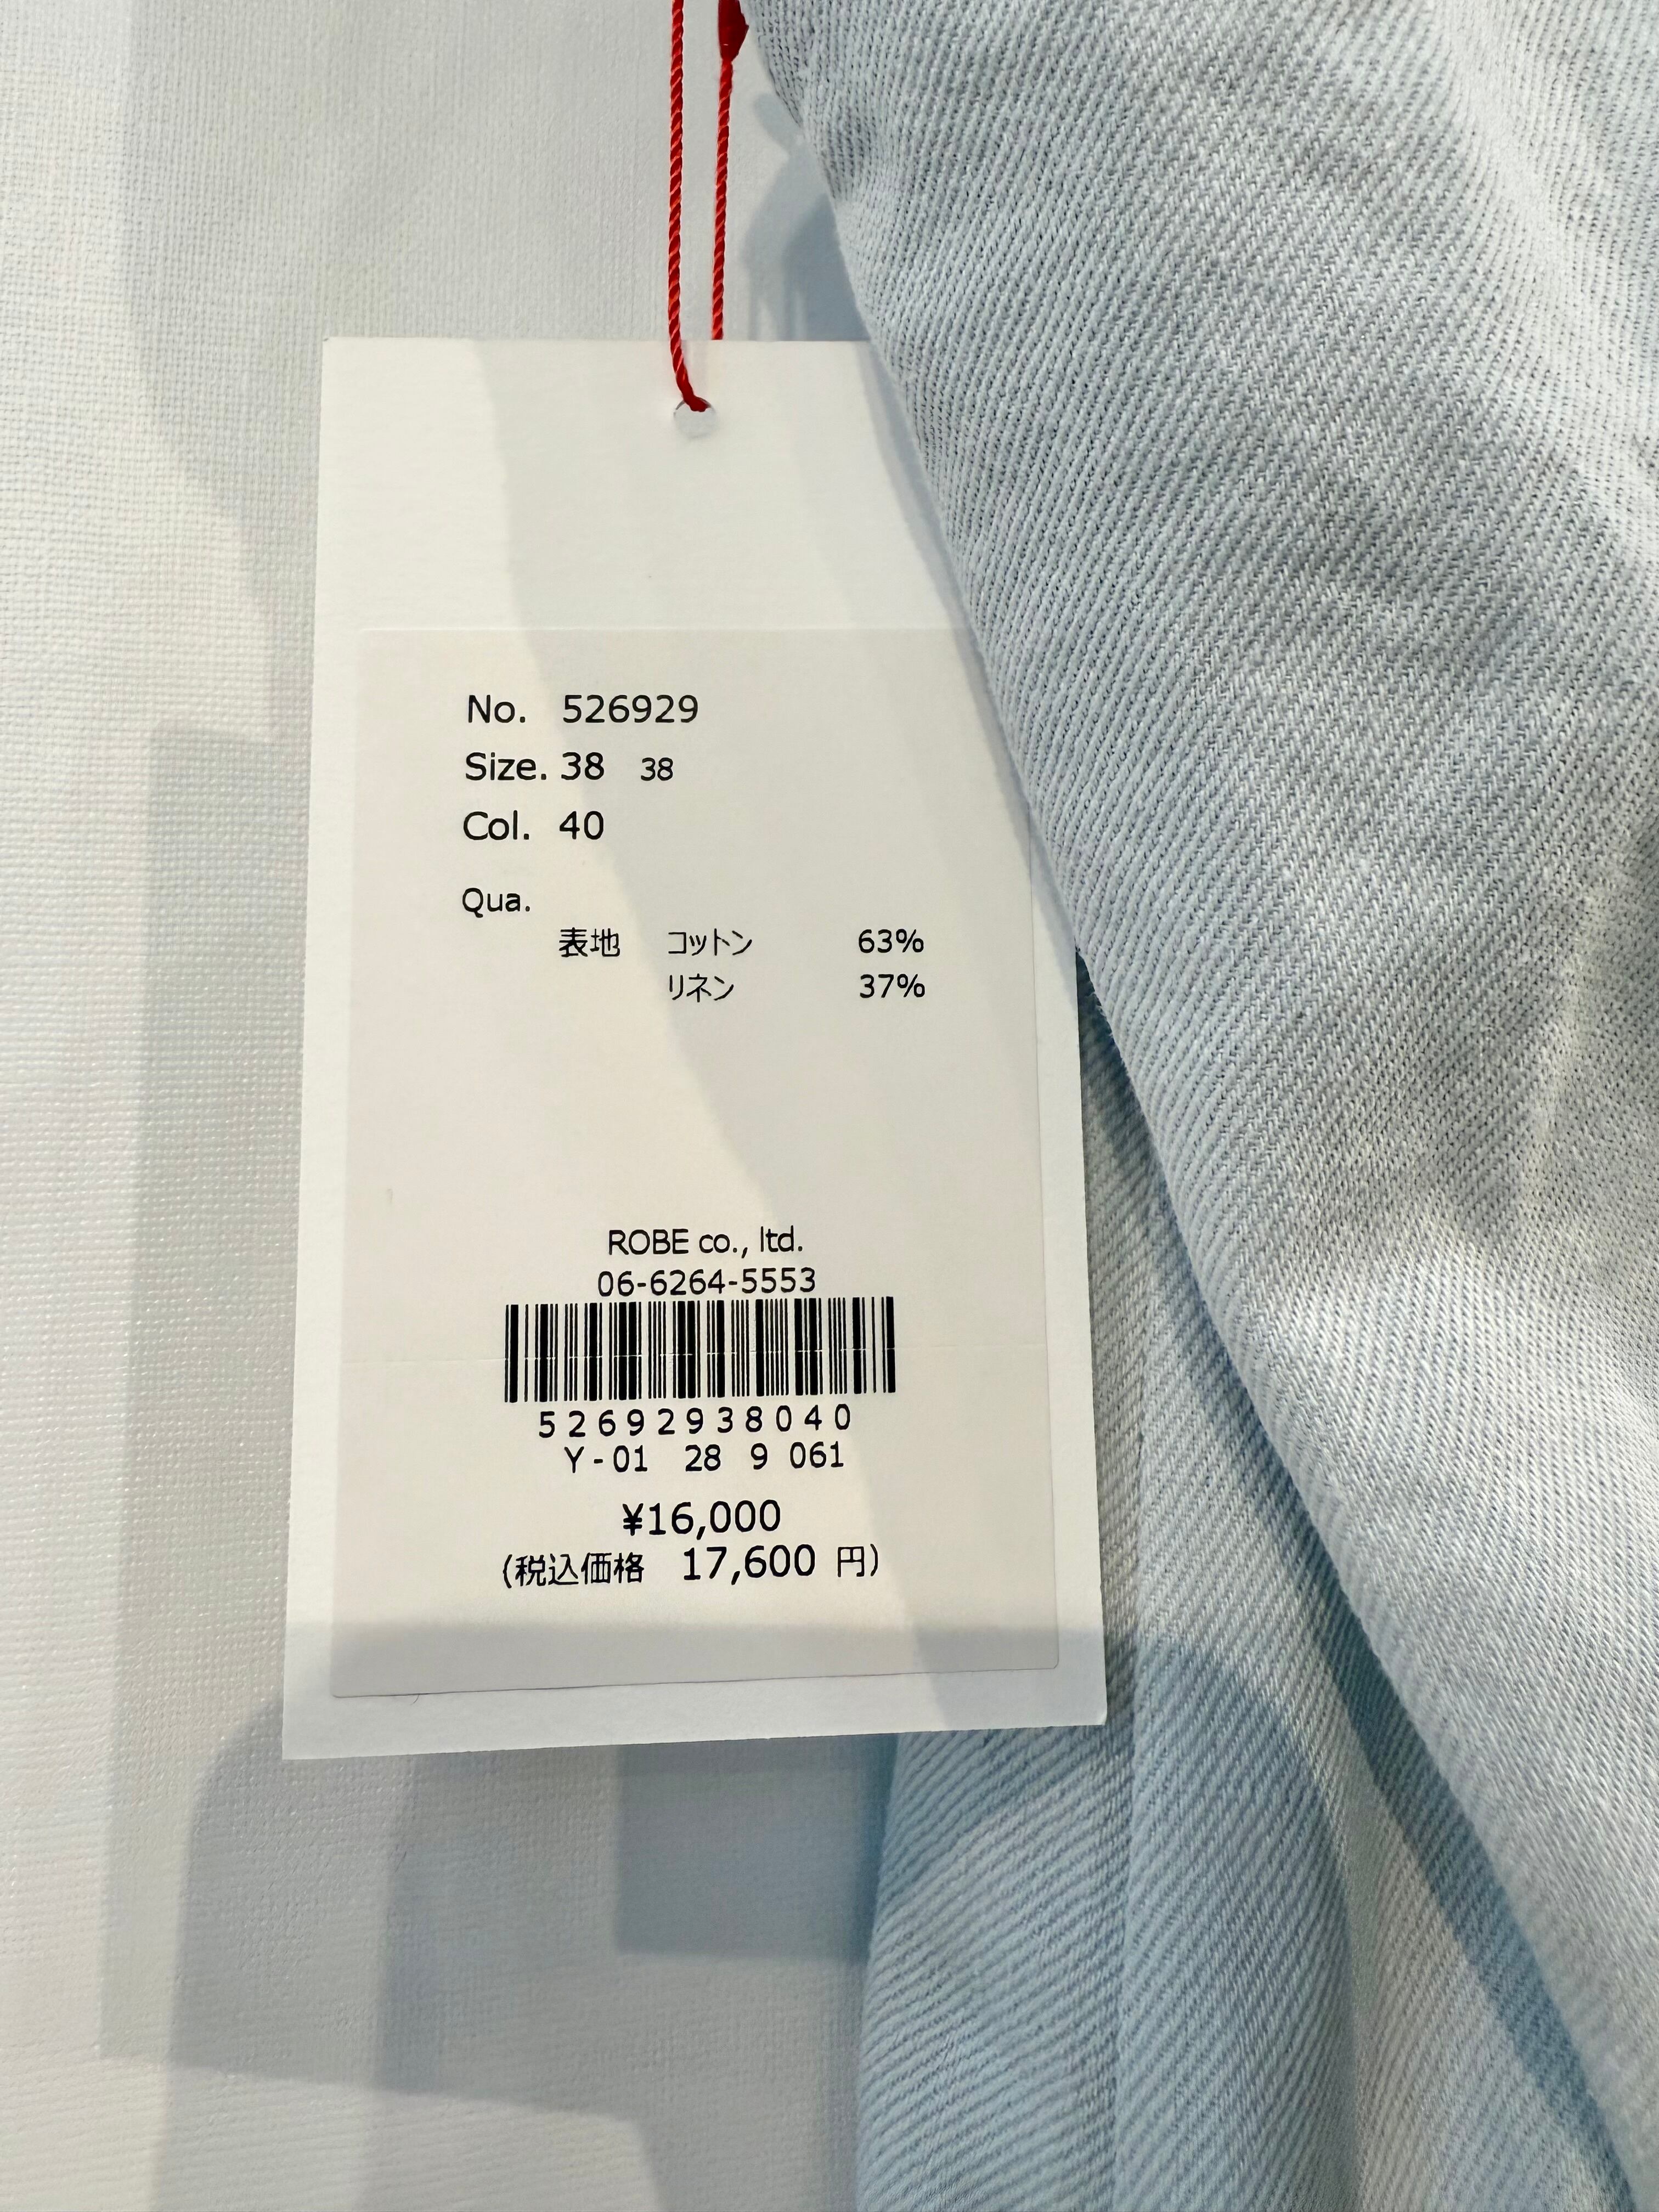 No. 526929
Size. 38 38
Col. 40
Qua.
表地 コットン 63%
リネン 37%
ROBE co., ltd.
06-6264-5553
52692938040
Y-01 28 9 061
¥16,000
(税込価格 17,600 円)